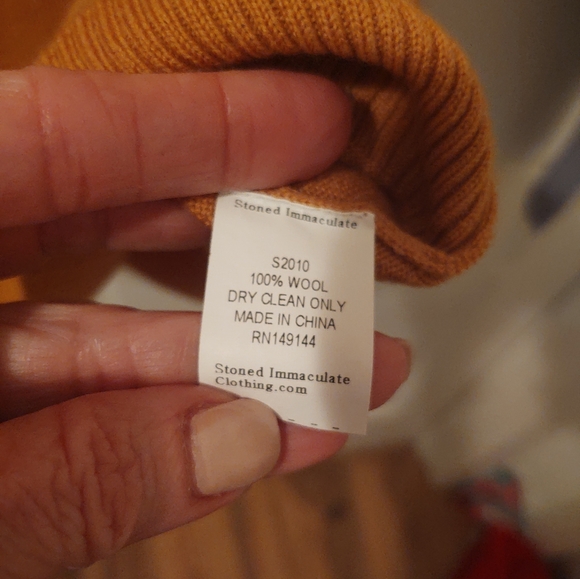 Stoned Immaculate
S2010
100% WOOL
DRY CLEAN ONLY
MADE IN CHINA
RN149144
Stoned Immaculate
Clothing.com